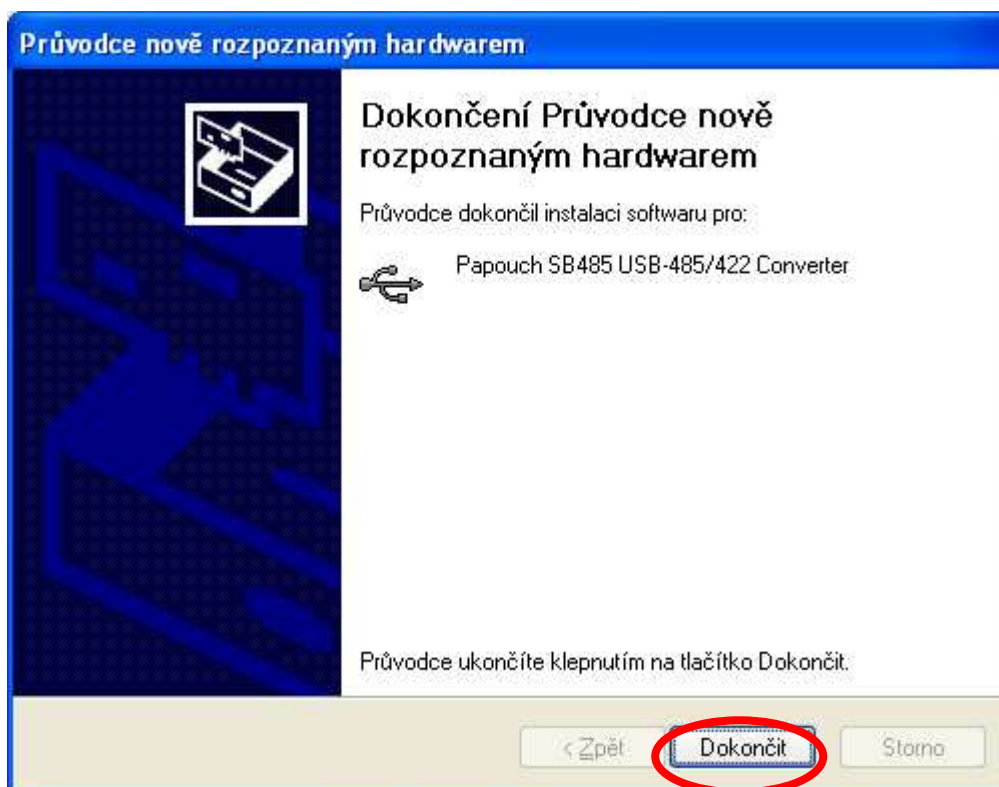 Průvodce nově rozpoznaným hardwarem
Dokončení Průvodce nově
rozpoznaným hardwarem
Průvodce dokončil instalaci softwaru pro:
Papouch SB485 USB-485/422 Converter
Průvodce ukončíte klepnutím na tlačítko Dokončit.
< Zpět
Dokončit
Storno